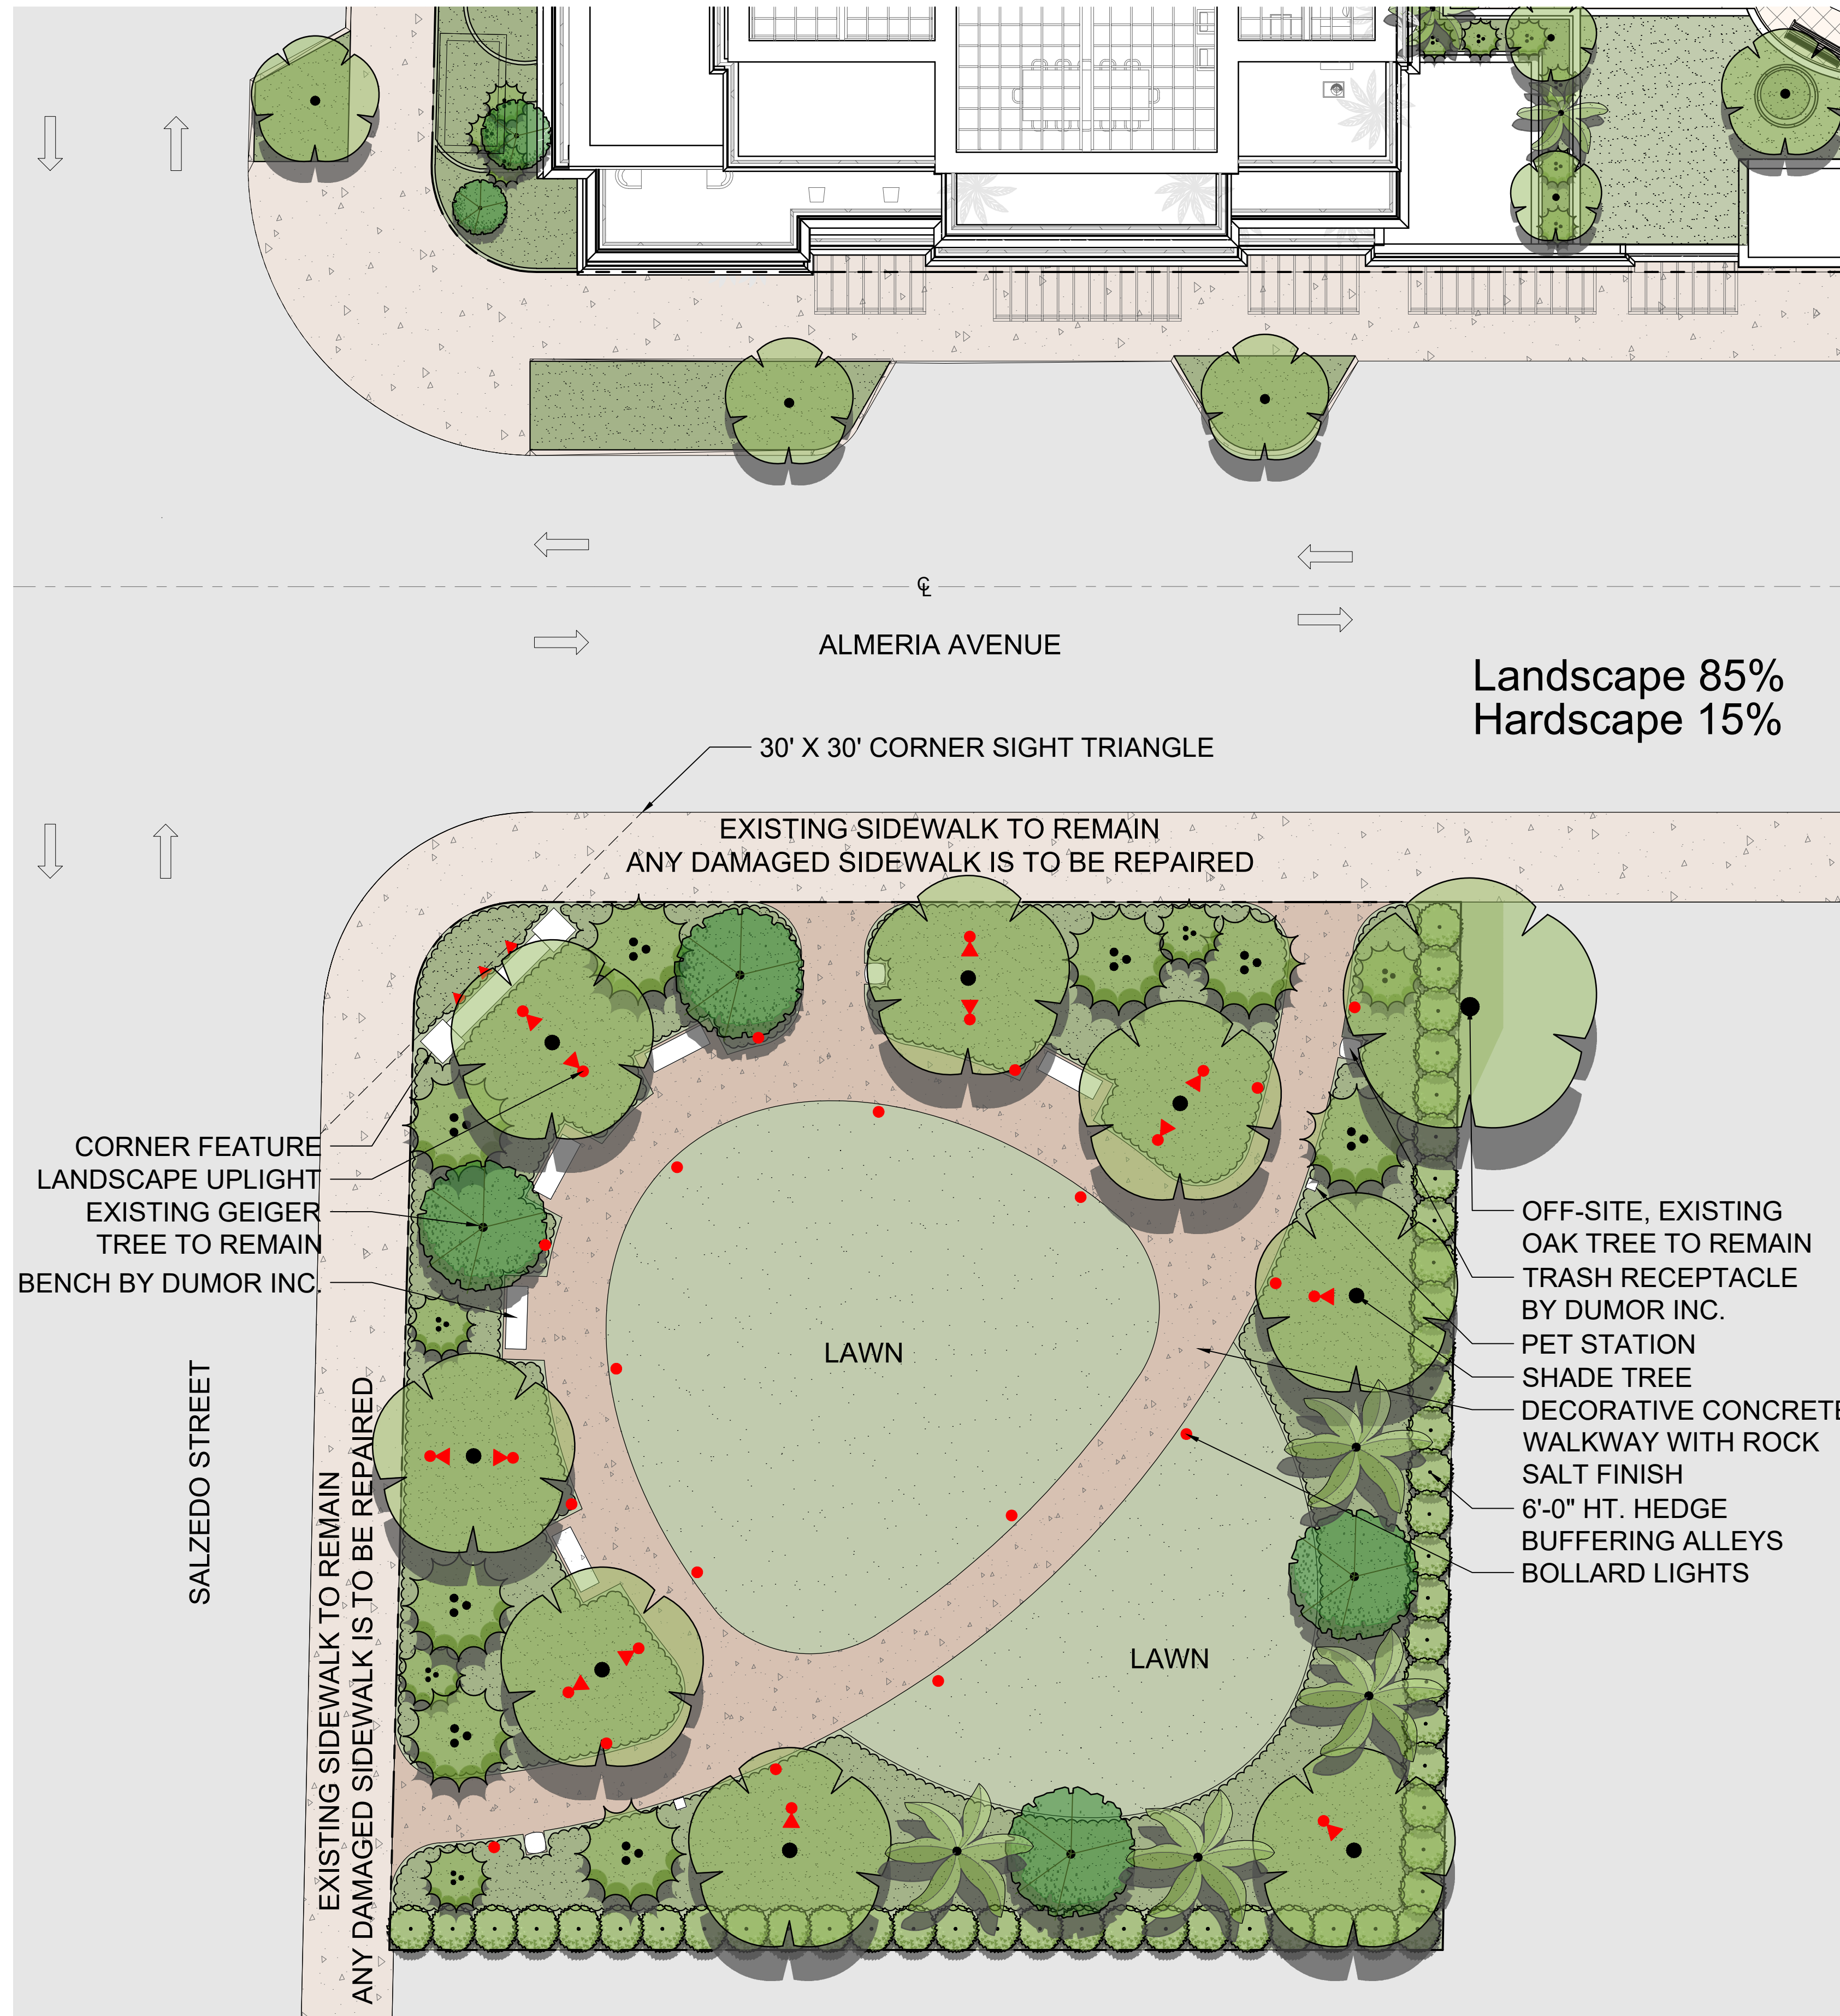 ℄
ALMERIA AVENUE
Landscape 85%
Hardscape 15%
30' X 30' CORNER SIGHT TRIANGLE
EXISTING SIDEWALK TO REMAIN
ANY DAMAGED SIDEWALK IS TO BE REPAIRED
CORNER FEATURE
LANDSCAPE UPLIGHT
EXISTING GEIGER
TREE TO REMAIN
BENCH BY DUMOR INC.
SALZEDO STREET
EXISTING SIDEWALK TO REMAIN
ANY DAMAGED SIDEWALK IS TO BE REPAIRED
LAWN
LAWN
OFF-SITE, EXISTING
OAK TREE TO REMAIN
TRASH RECEPTACLE
BY DUMOR INC.
PET STATION
SHADE TREE
DECORATIVE CONCRETE
WALKWAY WITH ROCK
SALT FINISH
6'-0" HT. HEDGE
BUFFERING ALLEYS
BOLLARD LIGHTS